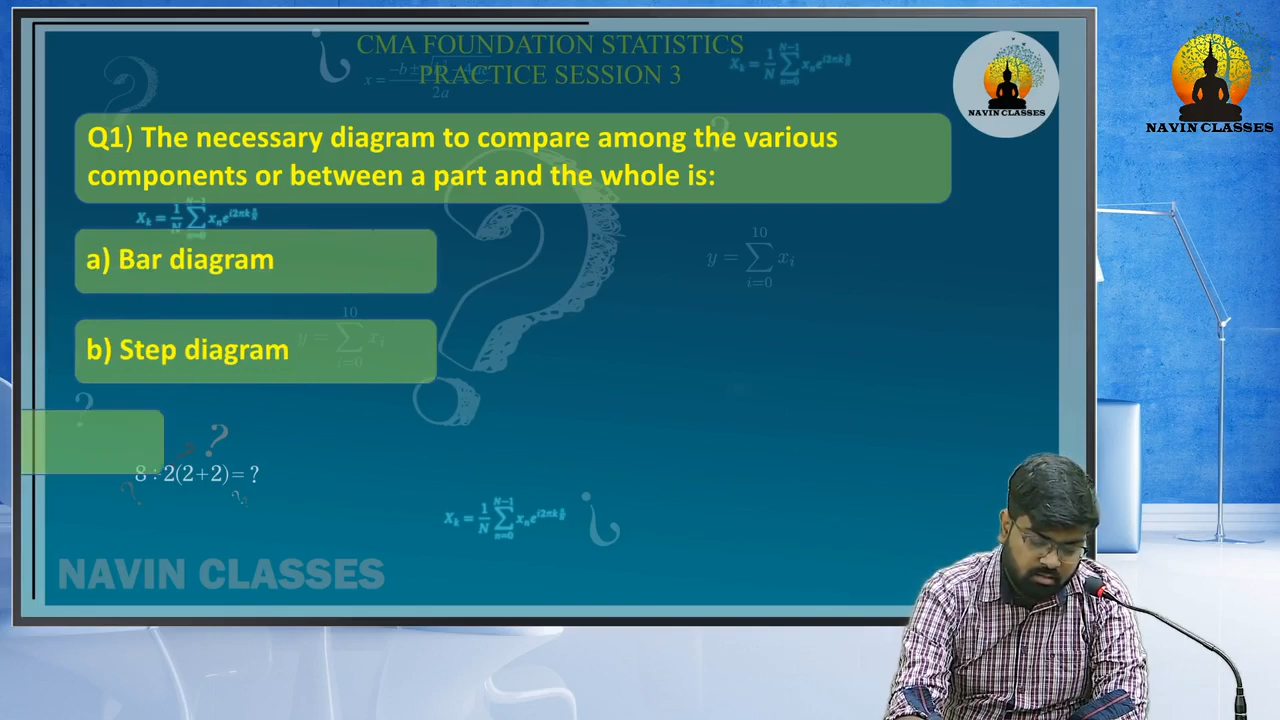 CMA FOUNDATION STATISTICS
PRACTICE SESSION 3
NAVIN CLASSES
NAVIN CLASSES
Q1) The necessary diagram to compare among the various
components or between a part and the whole is:
a) Bar diagram
b) Step diagram
8 : 2(2+2) = ?
NAVIN CLASSES